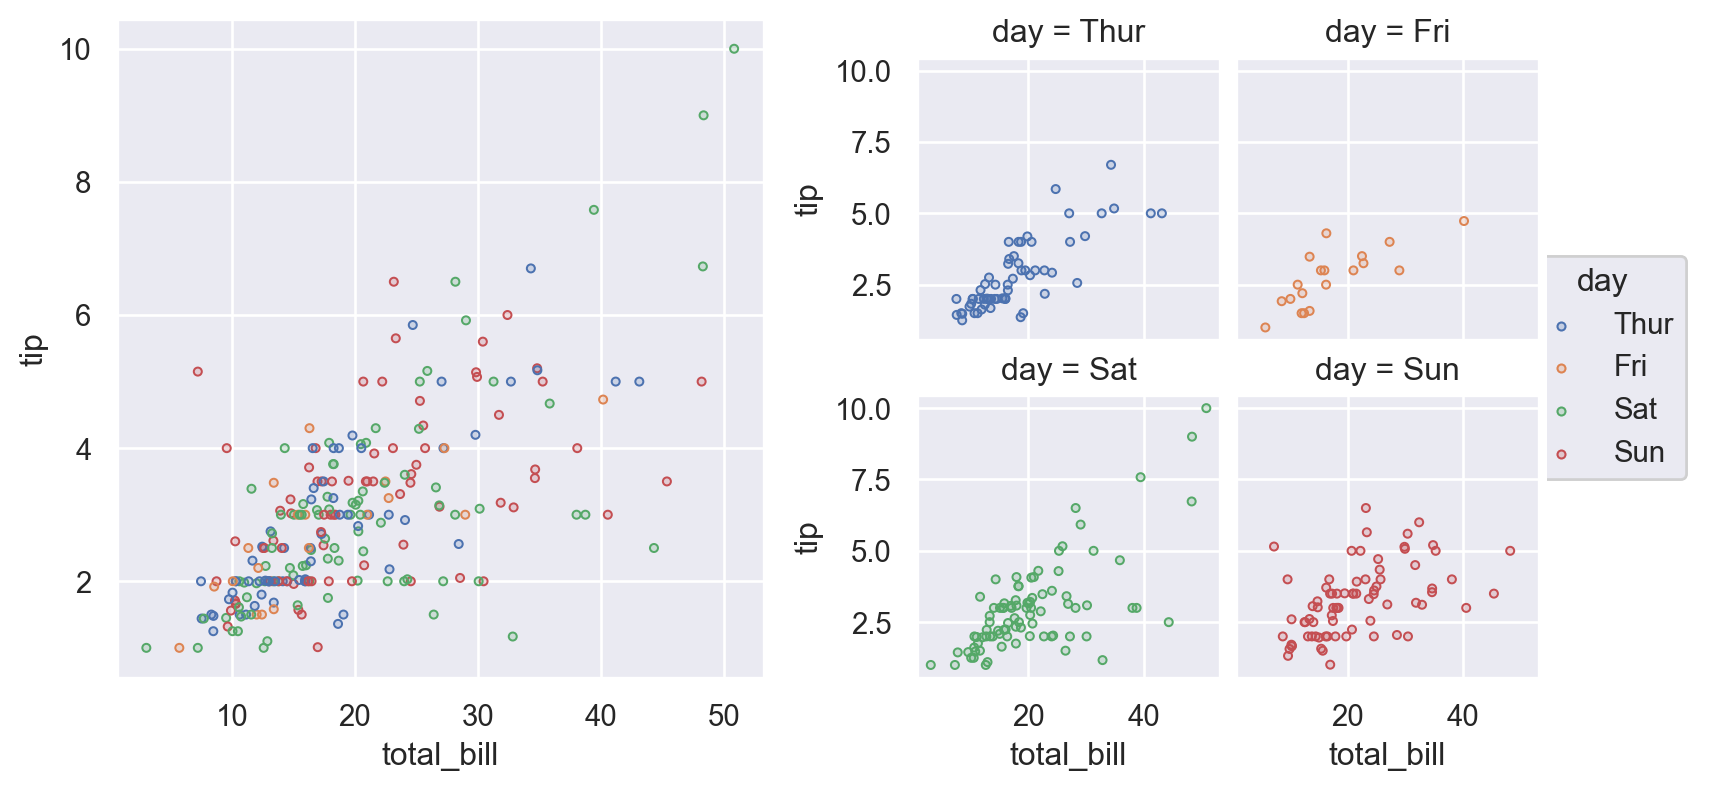 10
8
6
4
2
tip
10 20 30 40 50
total_bill
day = Thur
day = Fri
10.0
7.5
5.0
2.5
tip
day = Sat
day = Sun
10.0
7.5
5.0
2.5
tip
20 40
20 40
total_bill
total_bill
day
Thur
Fri
Sat
Sun